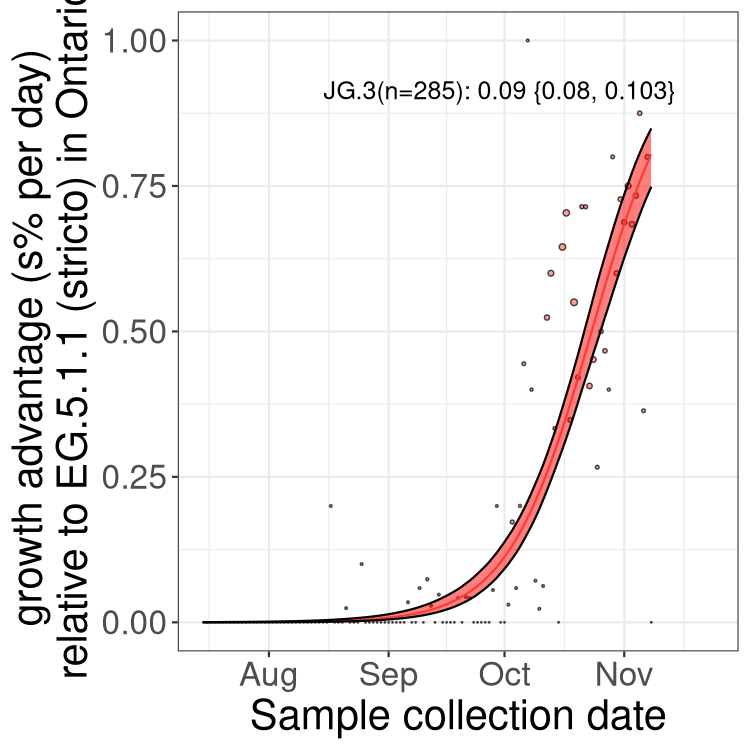 growth advantage (s% per day)
relative to EG.5.1.1 (stricto) in Ontario
1.00
0.75
0.50
0.25
0.00
JG.3(n=285): 0.09 {0.08, 0.103}
Aug Sep Oct Nov
Sample collection date